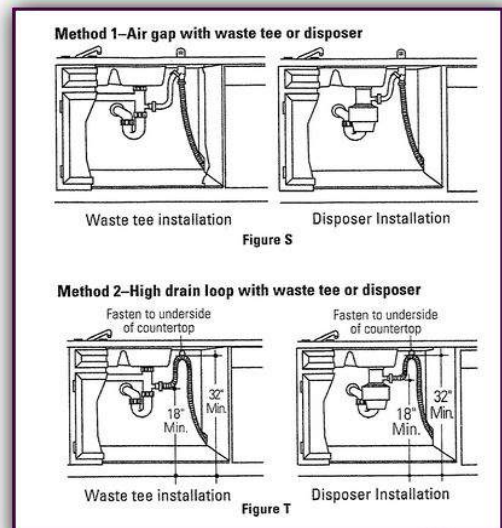 Method 1–Air gap with waste tee or disposer
Waste tee installation
Disposer Installation
Figure S
Method 2–High drain loop with waste tee or disposer
Fasten to underside
of countertop
Fasten to underside
of countertop
18"
Min.
32"
Min.
18"
Min.
32"
Min.
Waste tee installation
Disposer Installation
Figure T